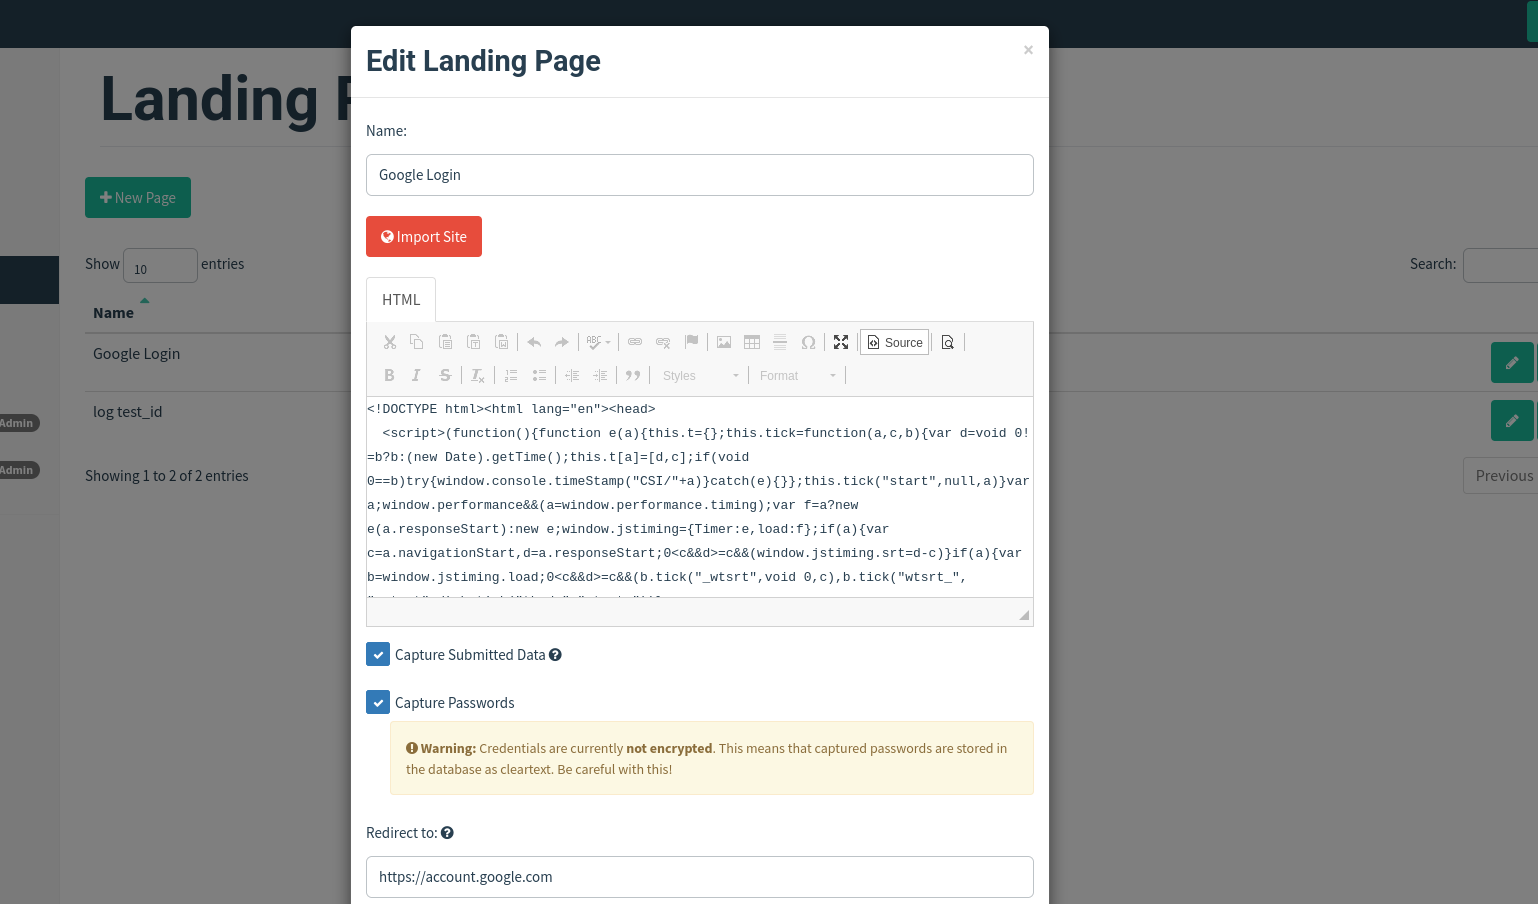 Edit Landing Page
×
Landing
Name:
Google Login
New Page
Import Site
Show 10 entries
Search:
HTML
Name
Source
Google Login
Styles
Format
<!DOCTYPE html><html lang="en"><head>
<script>(function(){function e(a){this.t={};this.tick=function(a,c,b){var d=void 0!
=b?b:(new Date).getTime();this.t[a]=[d,c];if(void
0==b)try{window.console.timeStamp("CSI/"+a)}catch(e){}};this.tick("start",null,a)}var
a;window.performance&&(a=window.performance.timing);var f=a?new
e(a.responseStart):new e;window.jstiming={Timer:e,load:f};if(a){var
c=a.navigationStart,d=a.responseStart;0<c&&d>=c&&(window.jstiming.srt=d-c)}if(a){var
b=window.jstiming.load;0<c&&d>=c&&(b.tick("_wtsrt",void 0,c),b.tick("wtsrt_",
log test_id
Admin
Admin
Showing 1 to 2 of 2 entries
Previous
Capture Submitted Data
Capture Passwords
Warning: Credentials are currently not encrypted. This means that captured passwords are stored in
the database as cleartext. Be careful with this!
Redirect to:
https://account.google.com